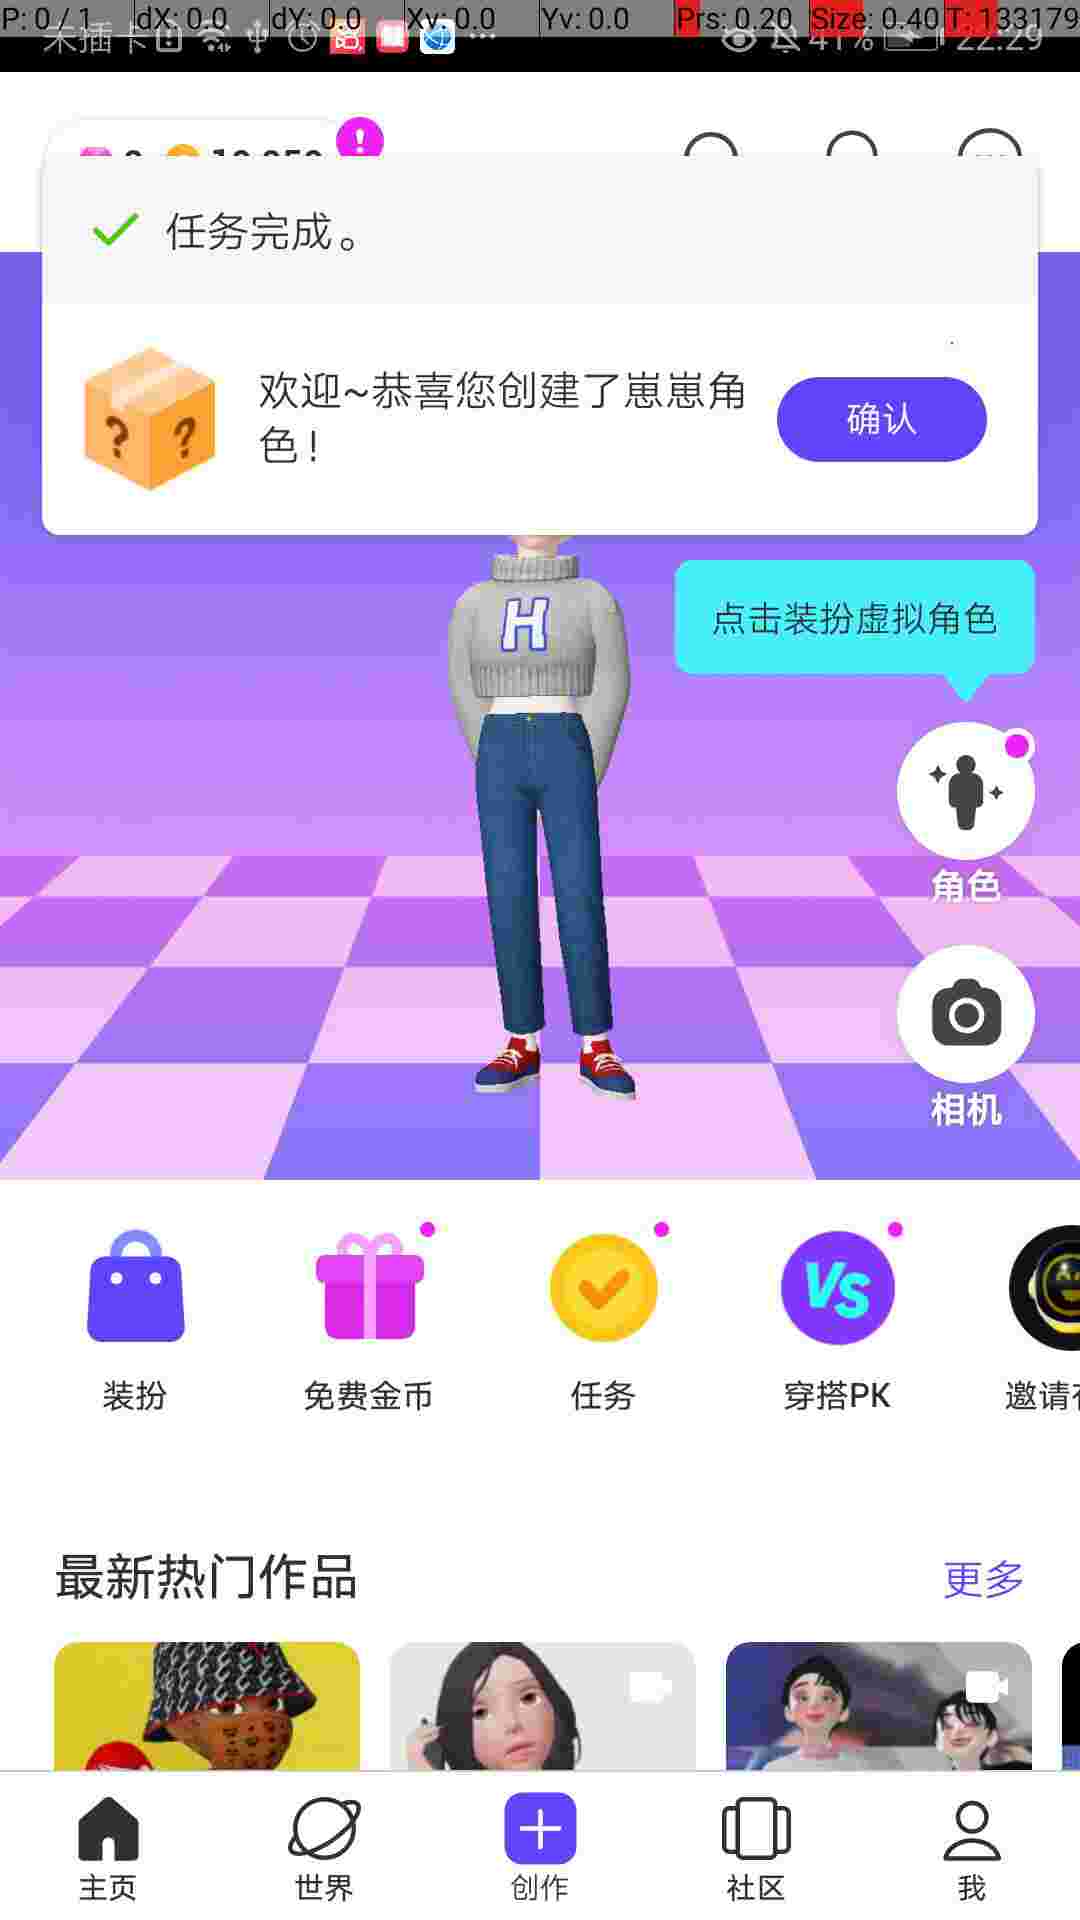 P: 0 / 1 dX: 0.0 dY: 0.0 Xv: 0.0 Yv: 0.0 Prs: 0.20 Size: 0.40 T: 133179
未插卡 41% 22:29
任务完成。
欢迎~恭喜您创建了崽崽角
色!
确认
H
点击装扮虚拟角色
角色
相机
VS
装扮 免费金币 任务 穿搭PK 邀请
最新热门作品 更多
主页 世界 创作 社区 我